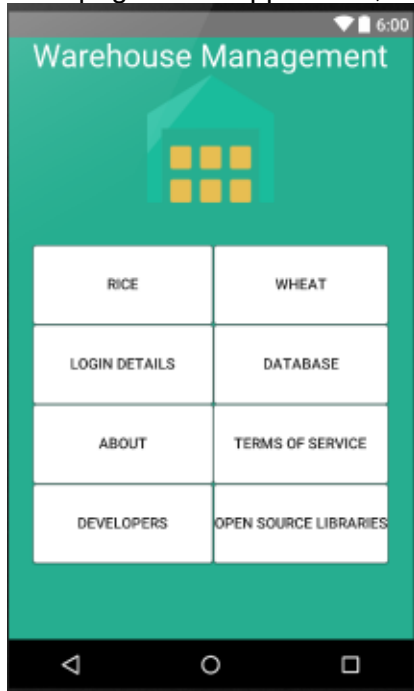 6:00
Warehouse Management
RICE
WHEAT
LOGIN DETAILS
DATABASE
ABOUT
TERMS OF SERVICE
DEVELOPERS
OPEN SOURCE LIBRARIES